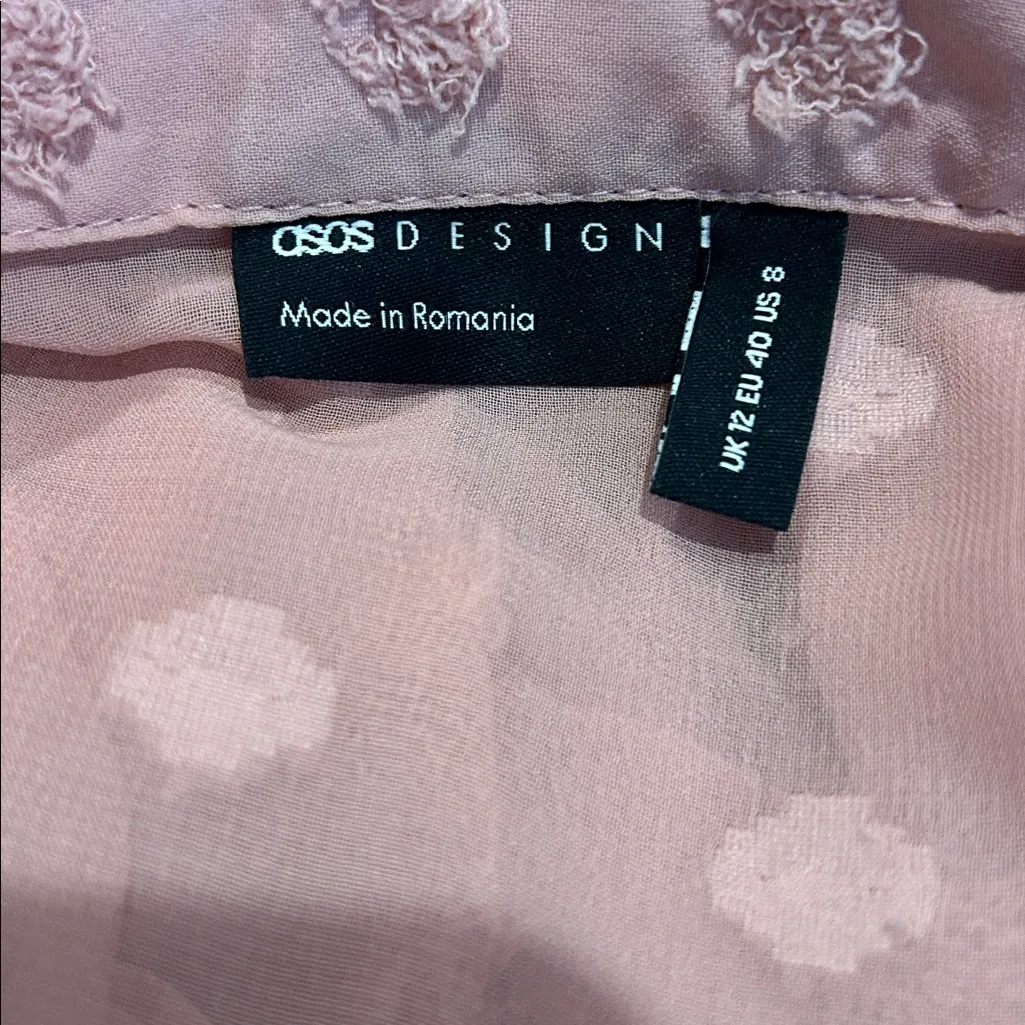 asos DESIGN
Made in Romania
UK 12 EU 40 US 8